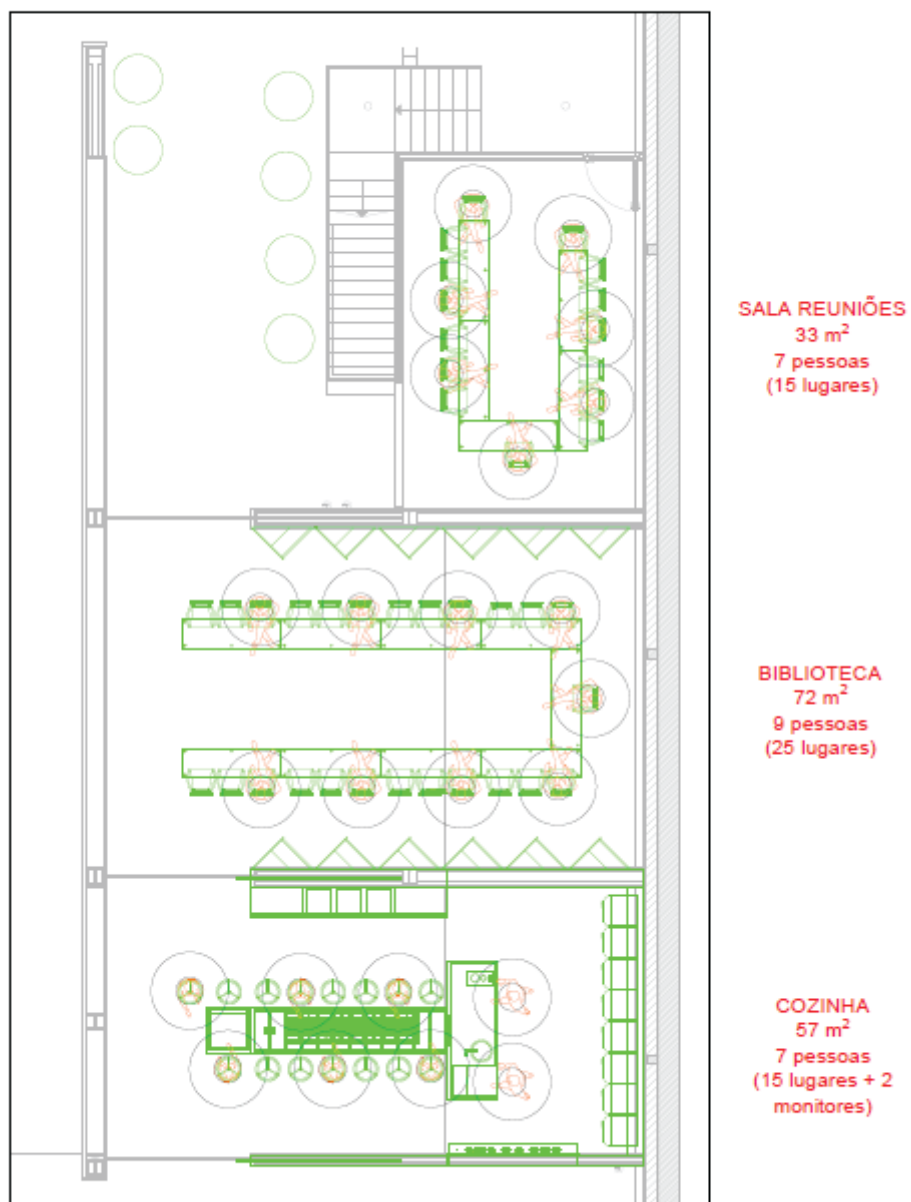 SALA REUNIÕES
33 m²
7 pessoas
(15 lugares)
BIBLIOTECA
72 m²
9 pessoas
(25 lugares)
COZINHA
57 m²
7 pessoas
(15 lugares + 2
monitores)